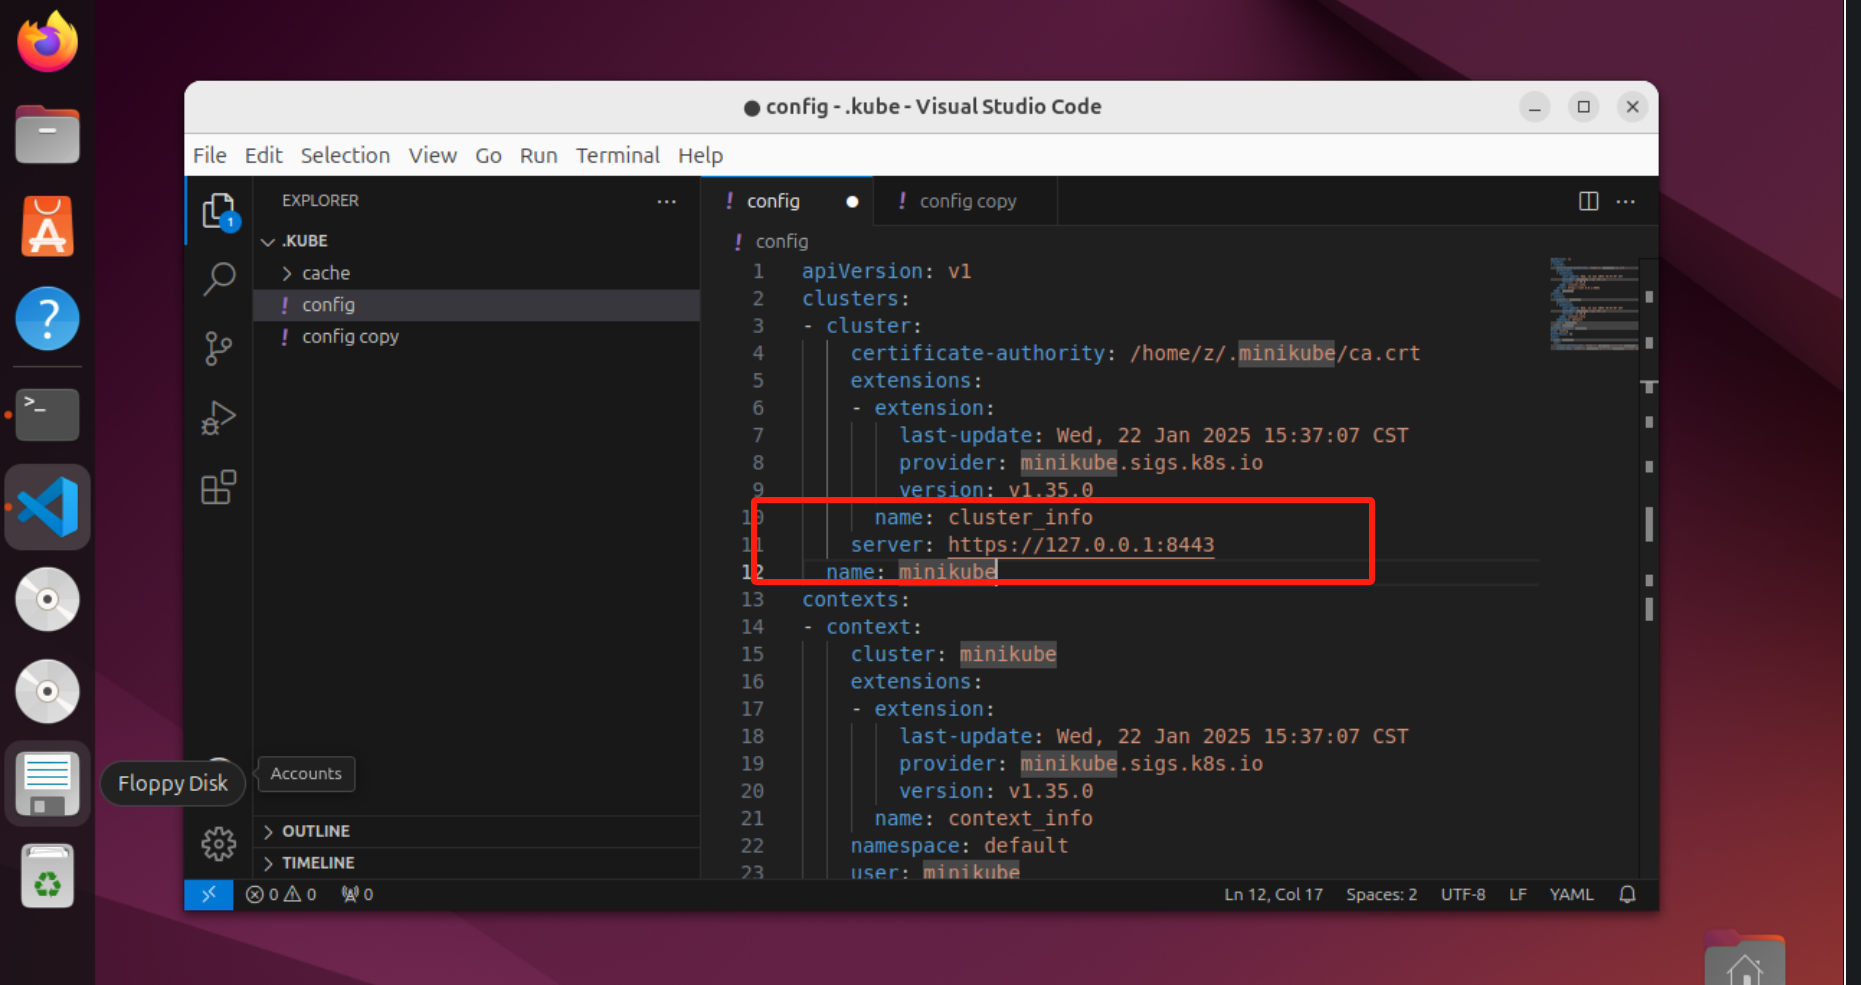 config - .kube - Visual Studio Code
File Edit Selection View Go Run Terminal Help
EXPLORER
.KUBE
cache
config
config copy
1
OUTLINE
TIMELINE
Accounts
Floppy Disk
config
config copy
config
1 apiVersion: v1
2 clusters:
3 - cluster:
4 certificate-authority: /home/z/.minikube/ca.crt
5 extensions:
6 - extension:
7 last-update: Wed, 22 Jan 2025 15:37:07 CST
8 provider: minikube.sigs.k8s.io
9 version: v1.35.0
10 name: cluster_info
11 server: https://127.0.0.1:8443
12 name: minikube
13 contexts:
14 - context:
15 cluster: minikube
16 extensions:
17 - extension:
18 last-update: Wed, 22 Jan 2025 15:37:07 CST
19 provider: minikube.sigs.k8s.io
20 version: v1.35.0
21 name: context_info
22 namespace: default
23 user: minikube
0 0 0
Ln 12, Col 17 Spaces: 2 UTF-8 LF YAML